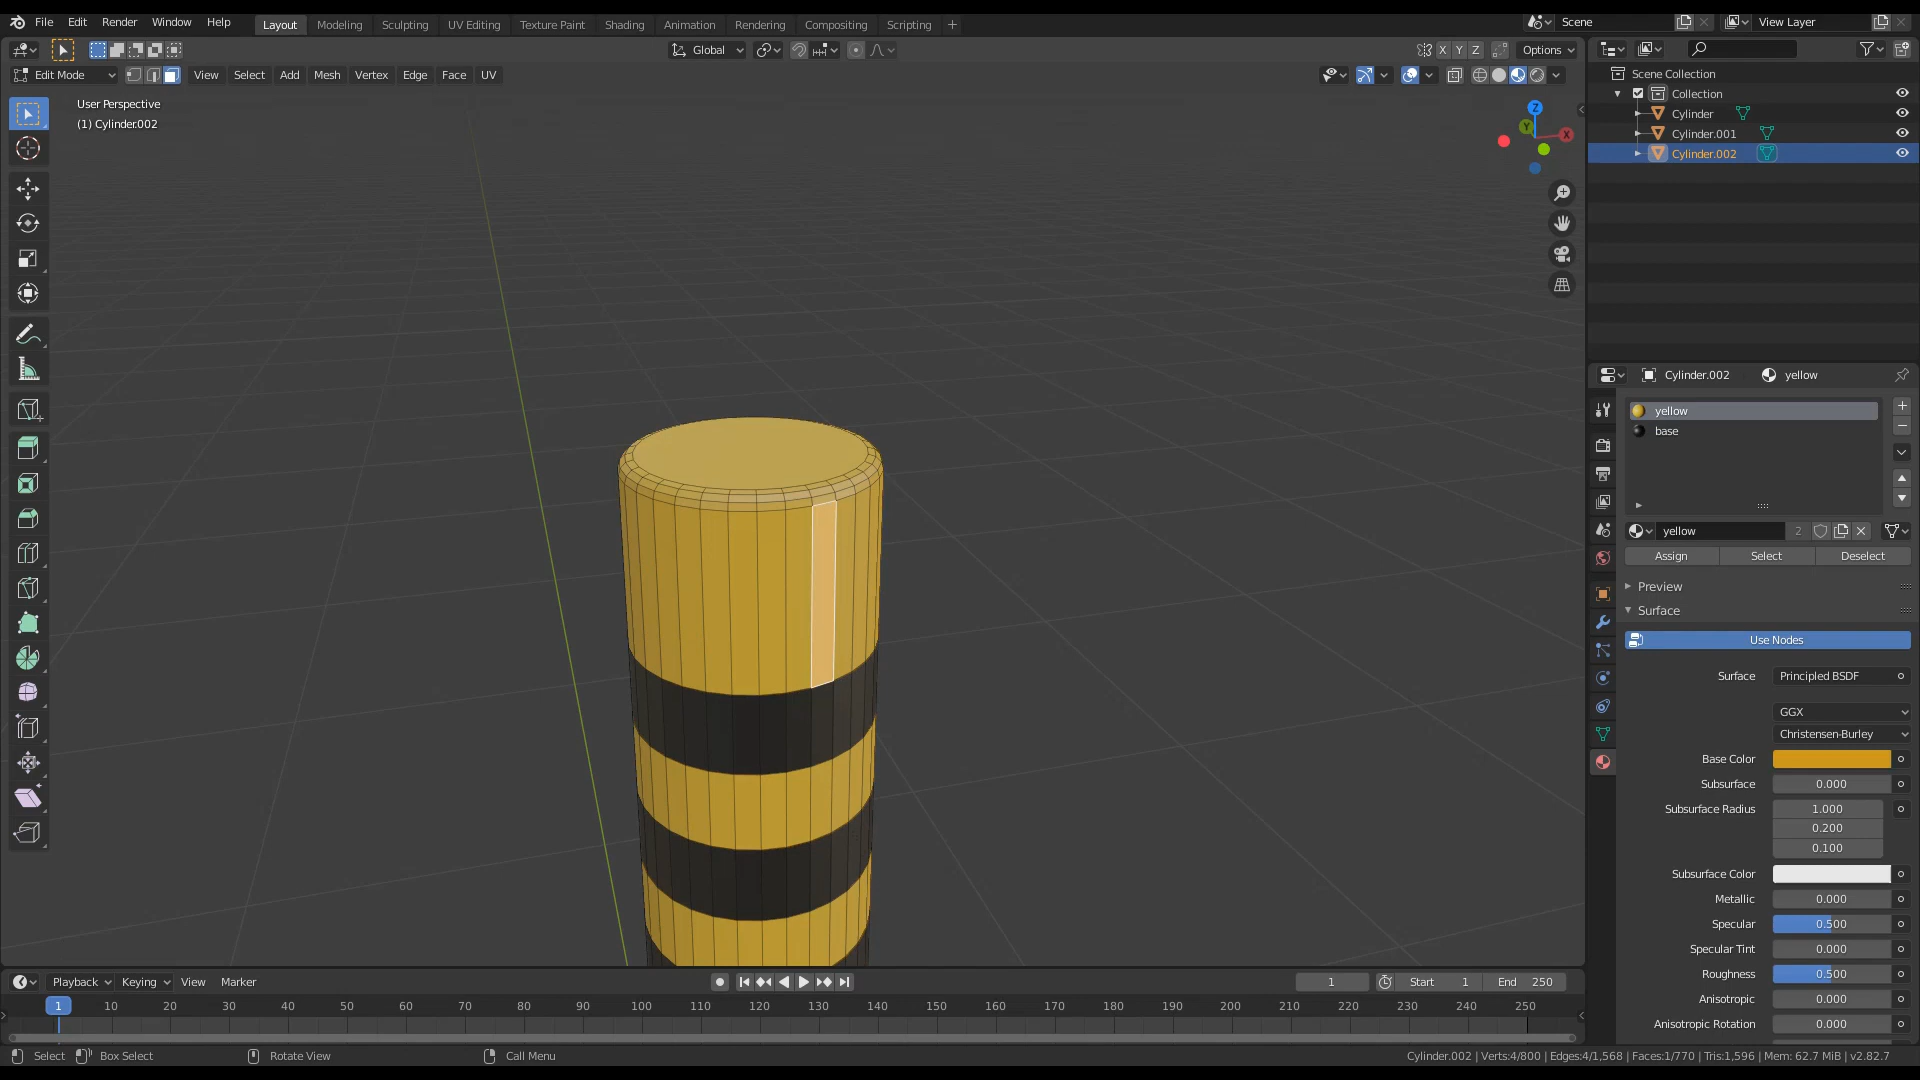 File Edit Render Window Help Layout Modeling Sculpting UV Editing Texture Paint Shading Animation Rendering Compositing Scripting + Scene View Layer
Global X Y Z Options
Edit Mode View Select Add Mesh Vertex Edge Face UV
User Perspective
(1) Cylinder.002
Z
Y
X
Scene Collection
Collection
Cylinder
Cylinder.001
Cylinder.002
Cylinder.002 yellow
yellow
base
yellow 2
Assign Select Deselect
Preview
Surface
Use Nodes
Surface Principled BSDF
GGX
Christensen-Burley
Base Color
Subsurface 0.000
Subsurface Radius 1.000
0.200
0.100
Subsurface Color
Metallic 0.000
Specular 0.500
Specular Tint 0.000
Roughness 0.500
Anisotropic 0.000
Anisotropic Rotation 0.000
Playback Keying View Marker 1 Start 1 End 250
1 10 20 30 40 50 60 70 80 90 100 110 120 130 140 150 160 170 180 190 200 210 220 230 240 250
Select Box Select Rotate View Call Menu Cylinder.002 | Verts:4/800 | Edges:4/1,568 | Faces:1/770 | Tris:1,596 | Mem: 62.7 MiB | v2.82.7